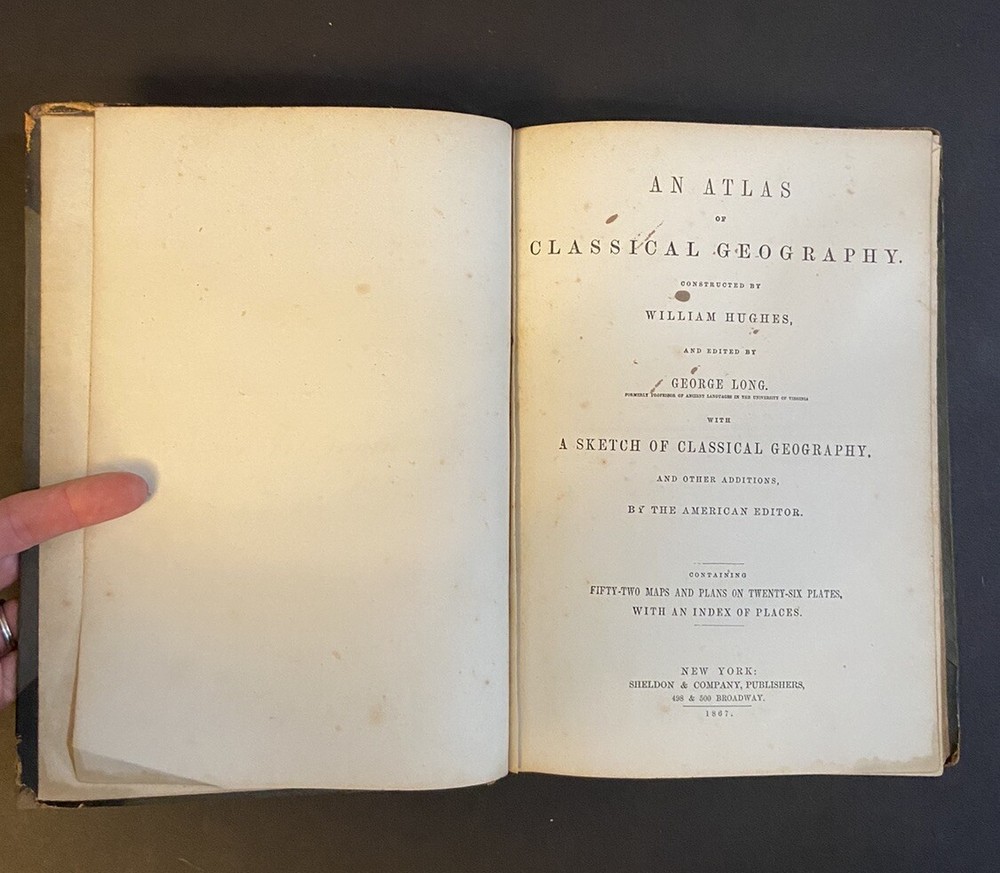 AN ATLAS
OF
CLASSICAL GEOGRAPHY.
CONSTRUCTED BY
WILLIAM HUGHES,
AND EDITED BY
GEORGE LONG.
FORMERLY PROFESSOR OF ANCIENT LANGUAGES IN THE UNIVERSITY OF VIRGINIA
WITH
A SKETCH OF CLASSICAL GEOGRAPHY,
AND OTHER ADDITIONS,
BY THE AMERICAN EDITOR.
CONTAINING
FIFTY-TWO MAPS AND PLANS ON TWENTY-SIX PLATES,
WITH AN INDEX OF PLACES.
NEW YORK:
SHELDON & COMPANY, PUBLISHERS,
498 & 500 BROADWAY.
1867.